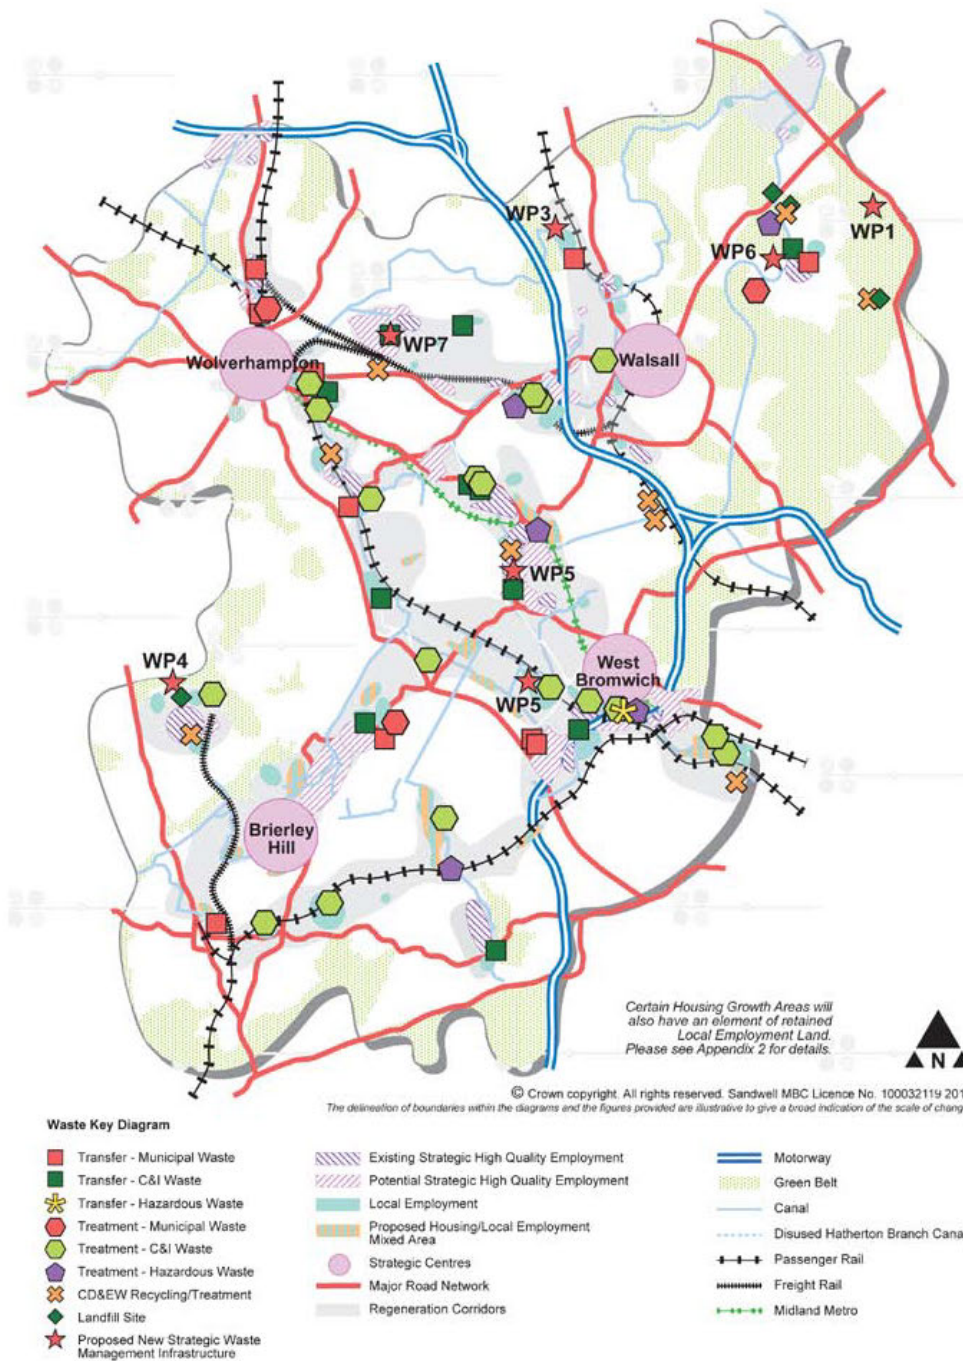 WP3
WP1
WP6
Wolverhampton
WP7
Walsall
WP5
WP4
West
Bromwich
WP5
Brierley
Hill
Certain Housing Growth Areas will
also have an element of retained
Local Employment Land.
Please see Appendix 2 for details.
N
© Crown copyright. All rights reserved. Sandwell MBC Licence No. 100032119 201
The delineation of boundaries within the diagrams and the figures provided are illustrative to give a broad indication of the scale of chang
Waste Key Diagram
Transfer - Municipal Waste
Transfer - C&I Waste
Transfer - Hazardous Waste
Treatment - Municipal Waste
Treatment - C&I Waste
Treatment - Hazardous Waste
CD&EW Recycling/Treatment
Landfill Site
Proposed New Strategic Waste
Management Infrastructure
Existing Strategic High Quality Employment
Potential Strategic High Quality Employment
Local Employment
Proposed Housing/Local Employment
Mixed Area
Strategic Centres
Major Road Network
Regeneration Corridors
Motorway
Green Belt
Canal
Disused Hatherton Branch Cana
Passenger Rail
Freight Rail
Midland Metro